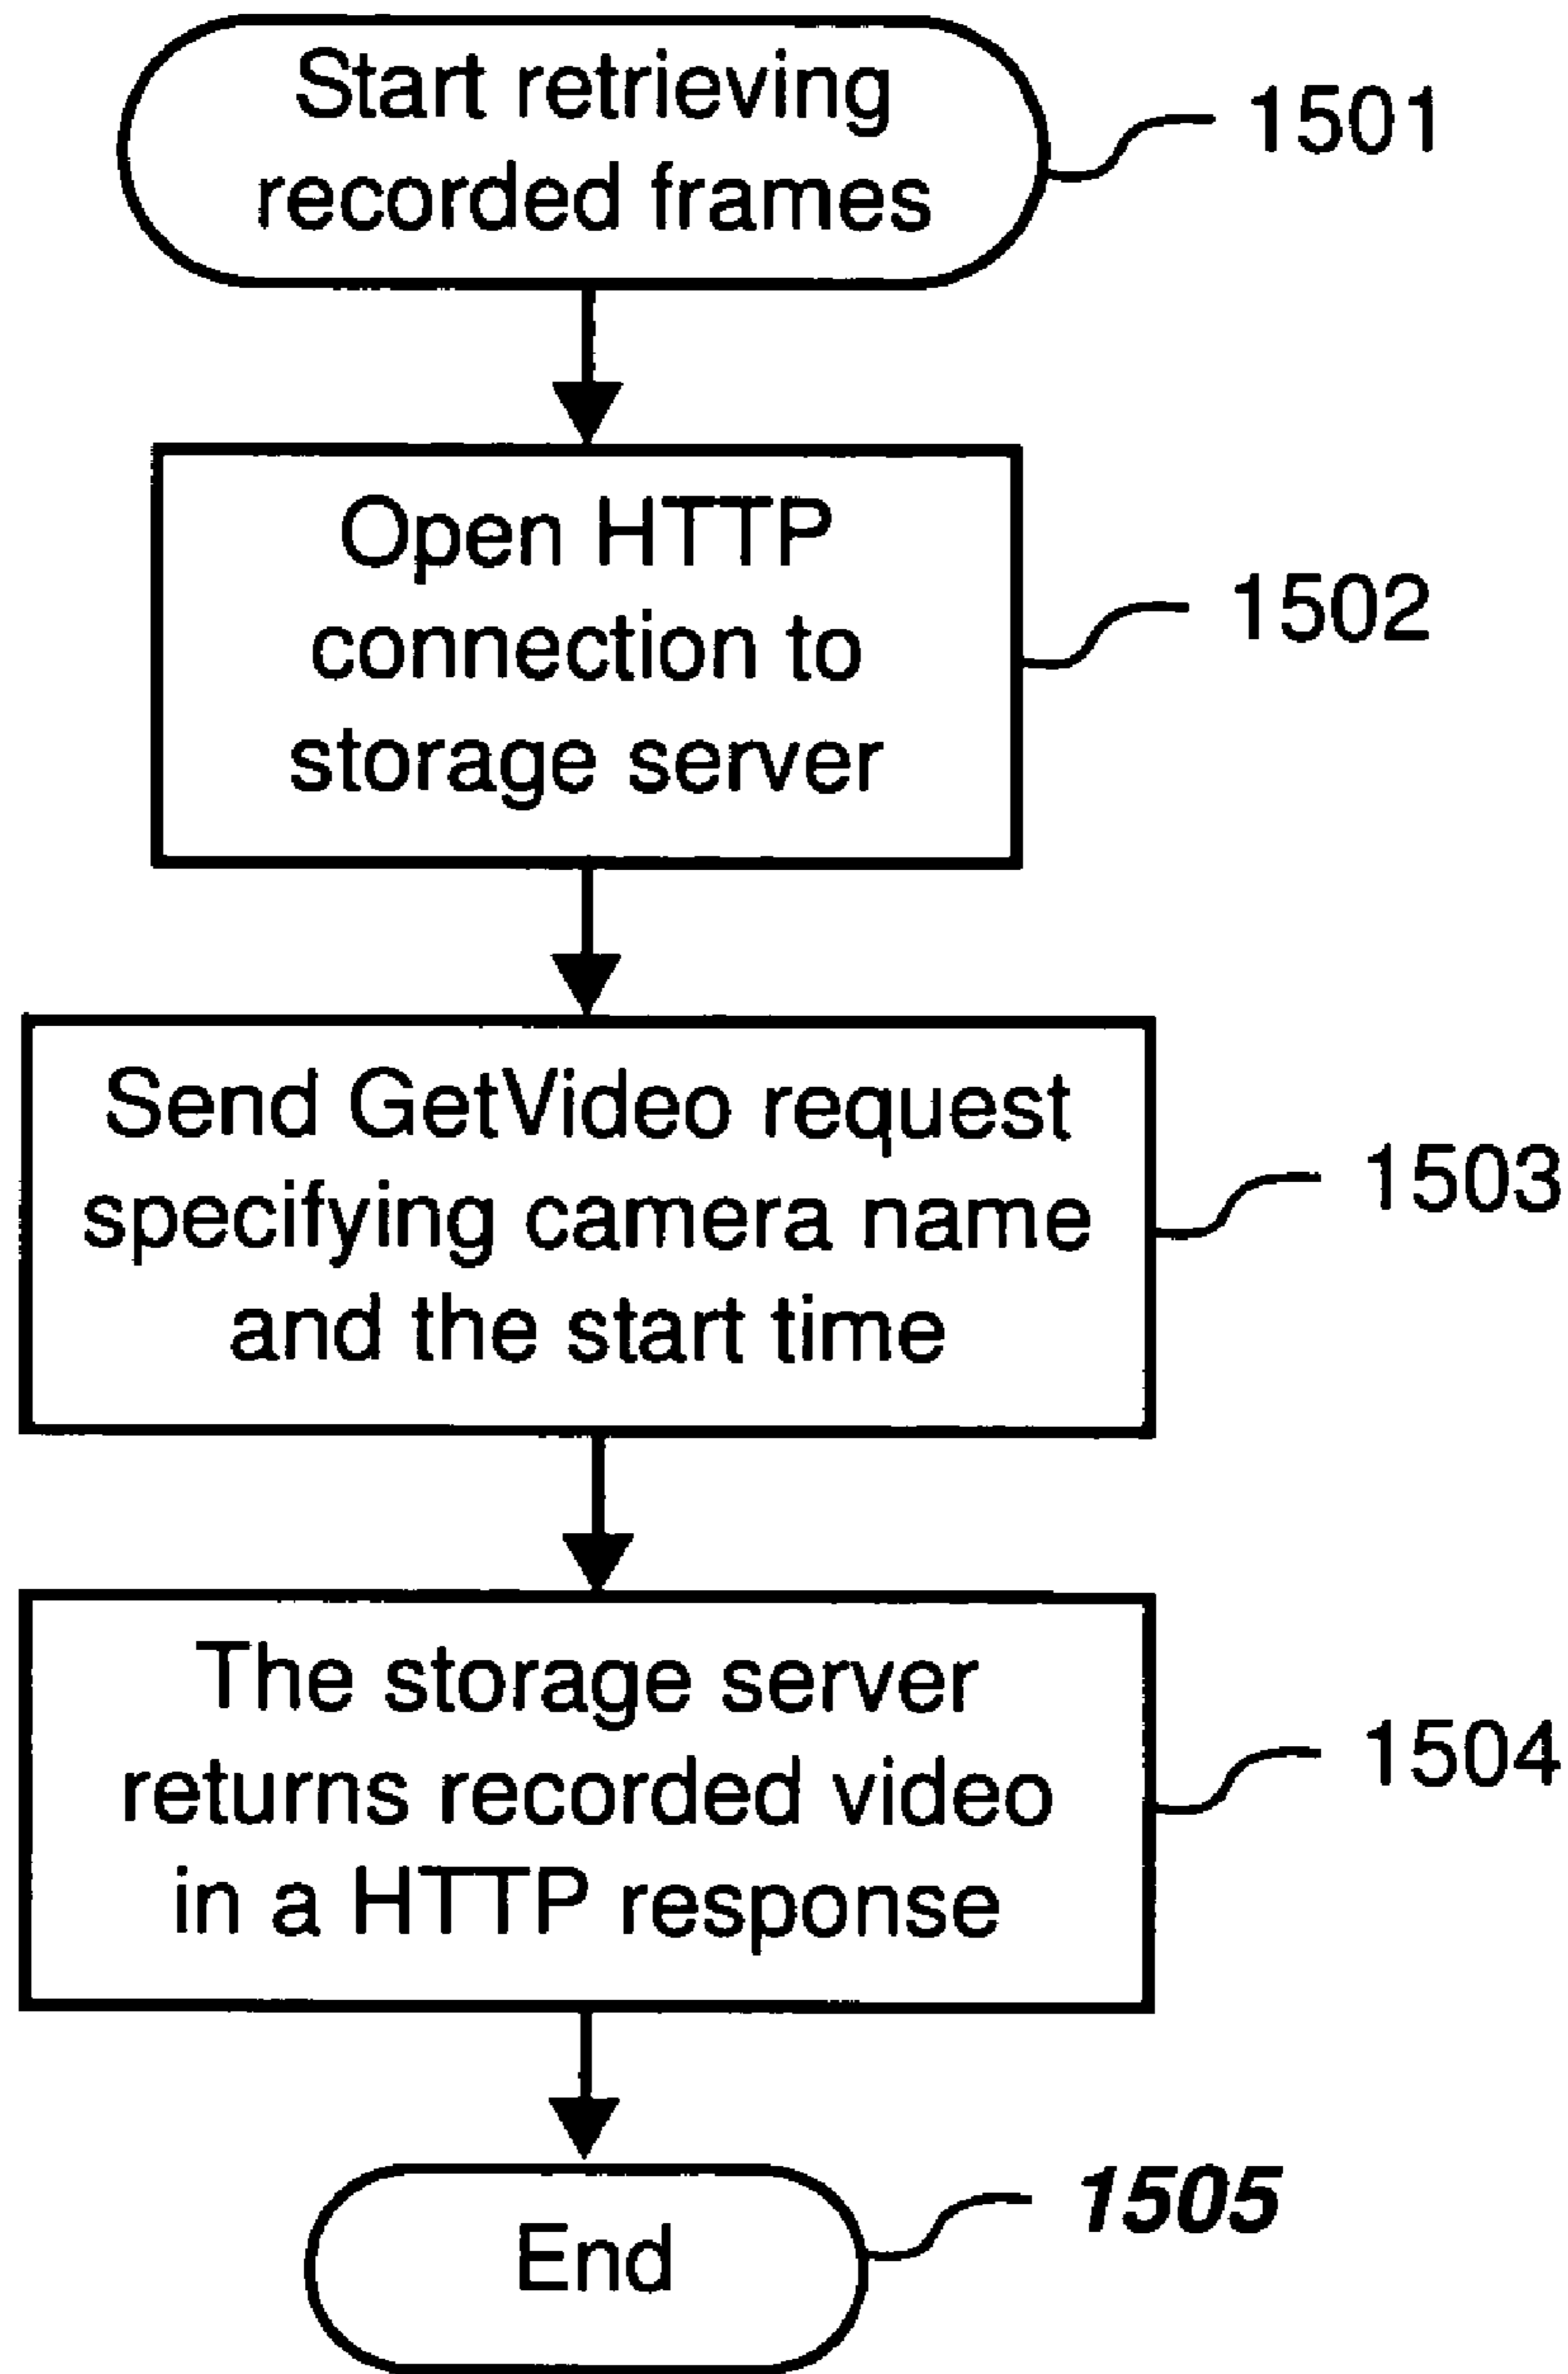 Start retrieving
recorded frames
1501
Open HTTP
connection to
storage server
1502
Send GetVideo request
specifying camera name
and the start time
1503
The storage server
returns recorded video
in a HTTP response
1504
End
1505